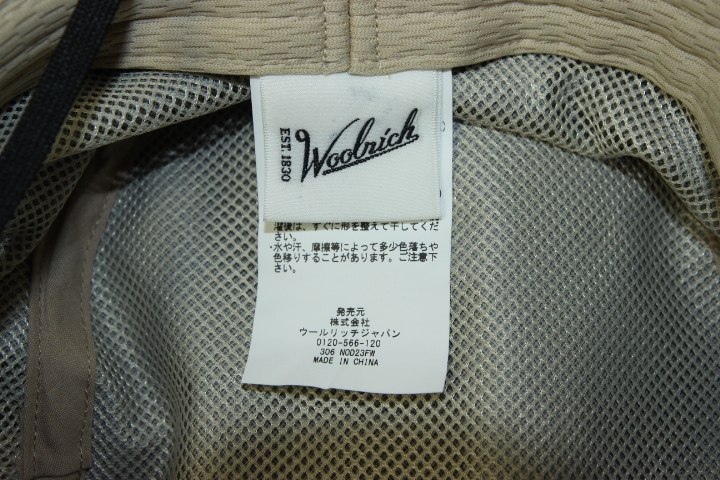 Woolrich
EST. 1830
濯後は、すぐに形を整えて干してくだ
さい。
・水や汗、摩擦等によって多少色落ちや
色移りすることがあります。ご注意下
さい。
発売元
株式会社
ウールリッチジャパン
0120-566-120
306 NOD23FW
MADE IN CHINA